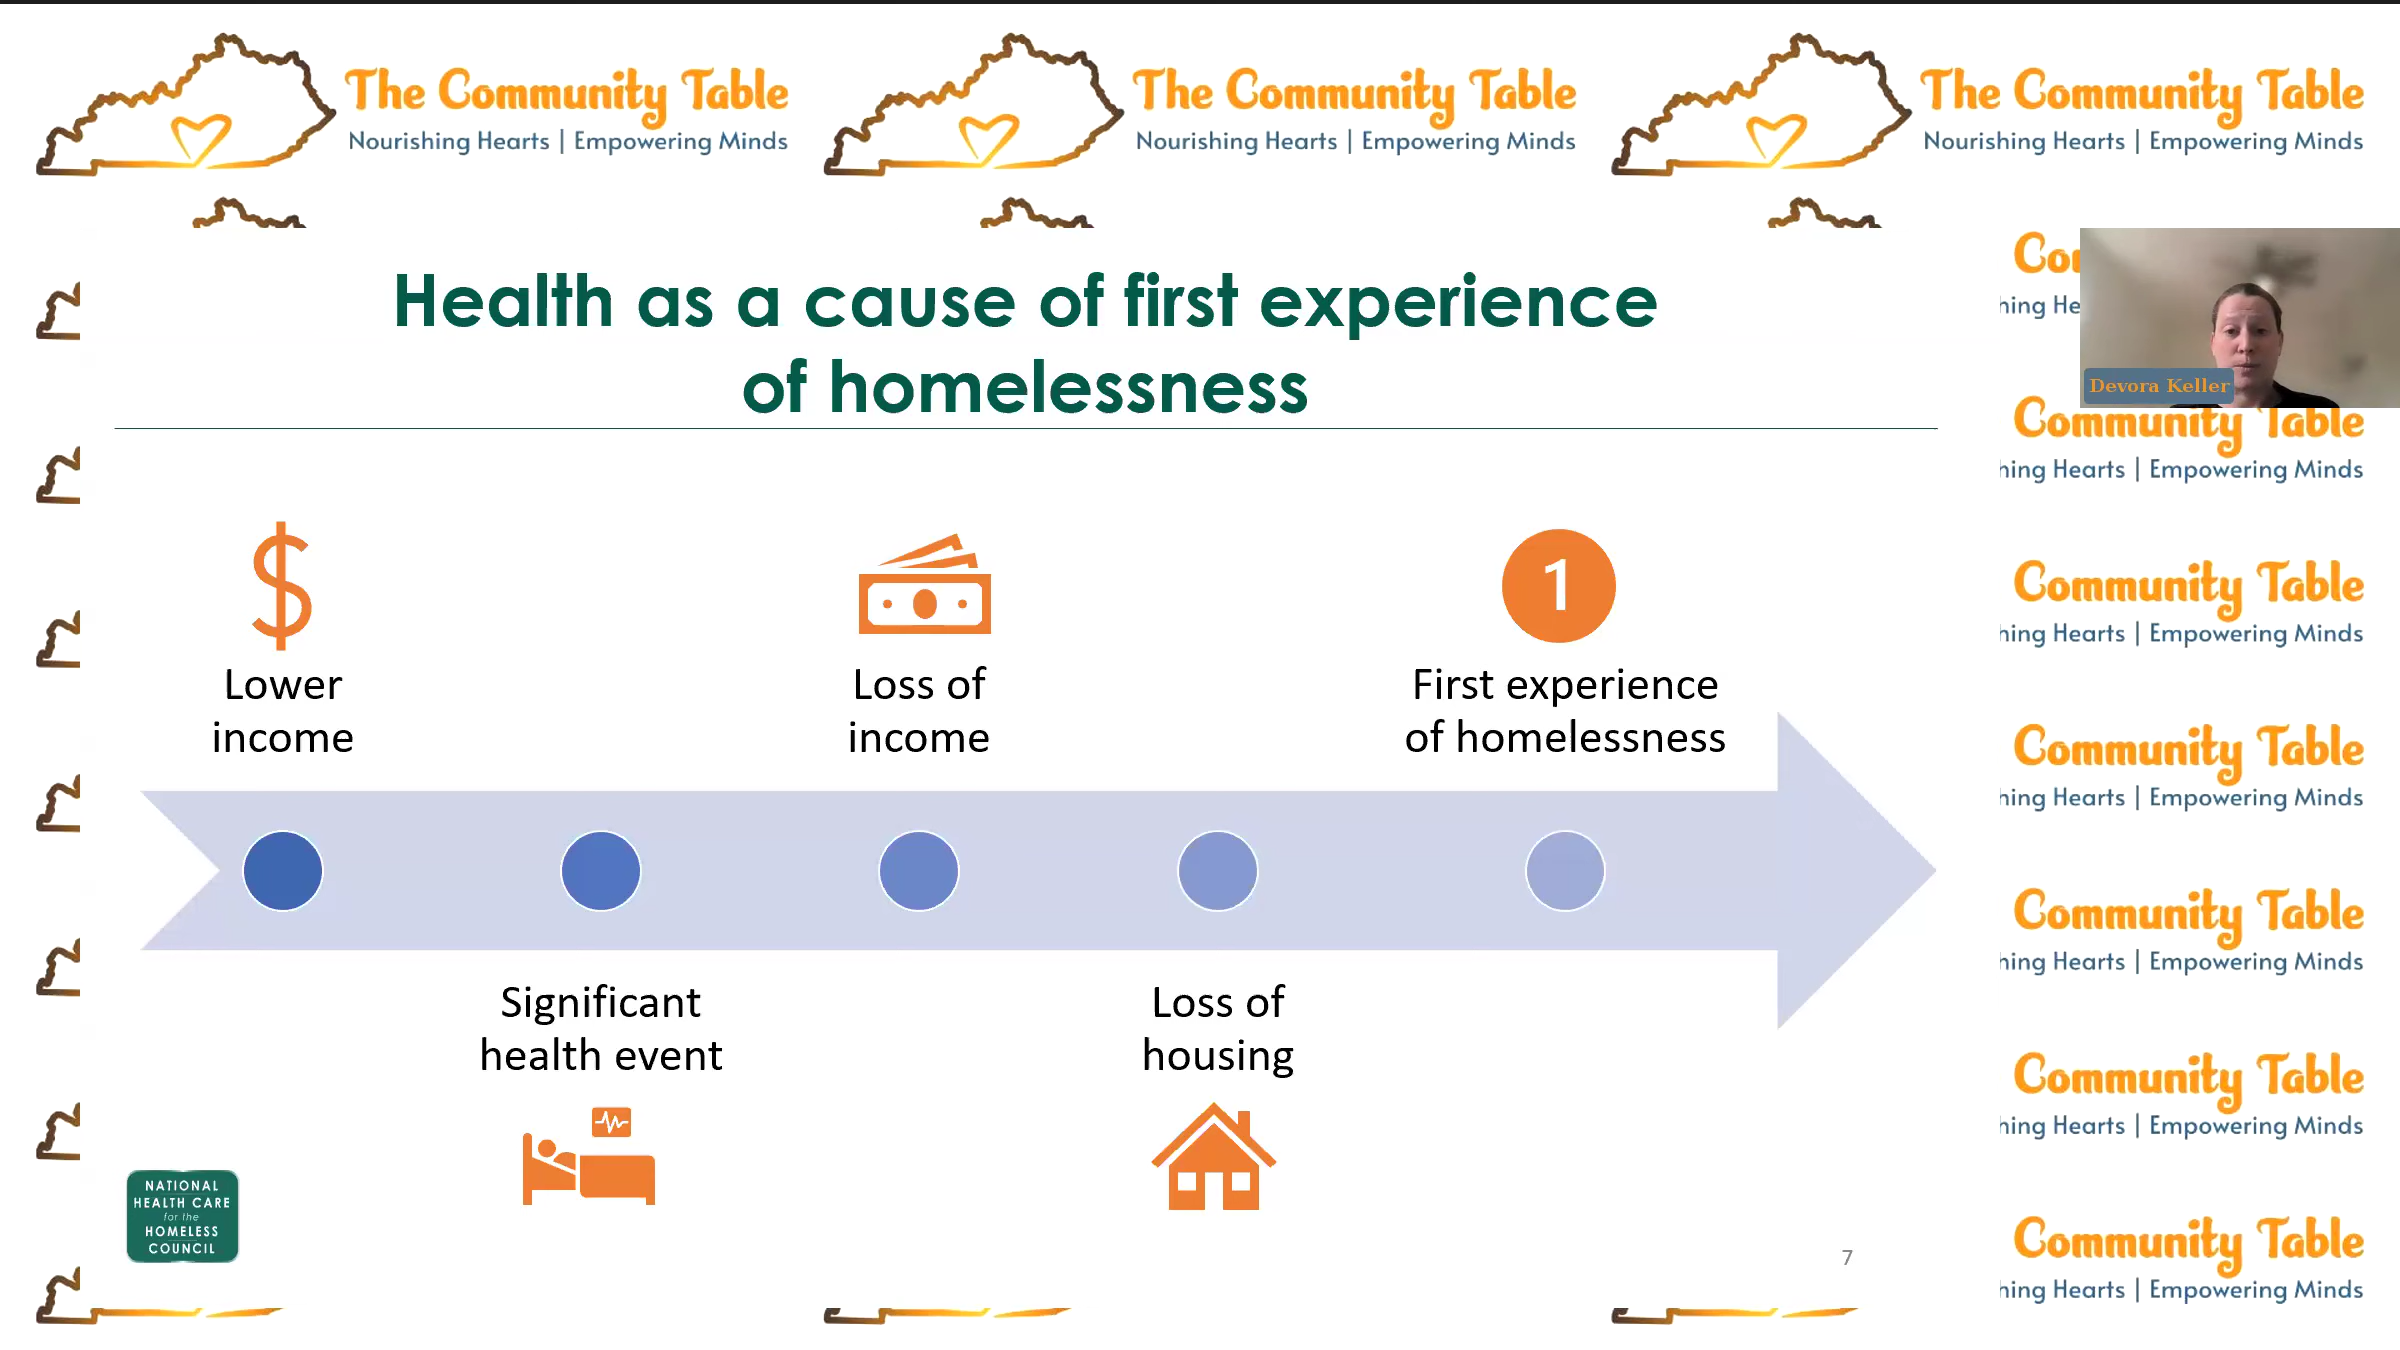 The Community Table
Nourishing Hearts | Empowering Minds
The Community Table
Nourishing Hearts | Empowering Minds
The Community Table
Nourishing Hearts | Empowering Minds
Health as a cause of first experience
of homelessness
Devora Keller
Lower
income
Loss of
income
1
First experience
of homelessness
Significant
health event
Loss of
housing
NATIONAL
HEALTH CARE
for the
HOMELESS
COUNCIL
7
Community Table
hing Hearts | Empowering Minds
Community Table
hing Hearts | Empowering Minds
Community Table
hing Hearts | Empowering Minds
Community Table
hing Hearts | Empowering Minds
Community Table
hing Hearts | Empowering Minds
Community Table
hing Hearts | Empowering Minds